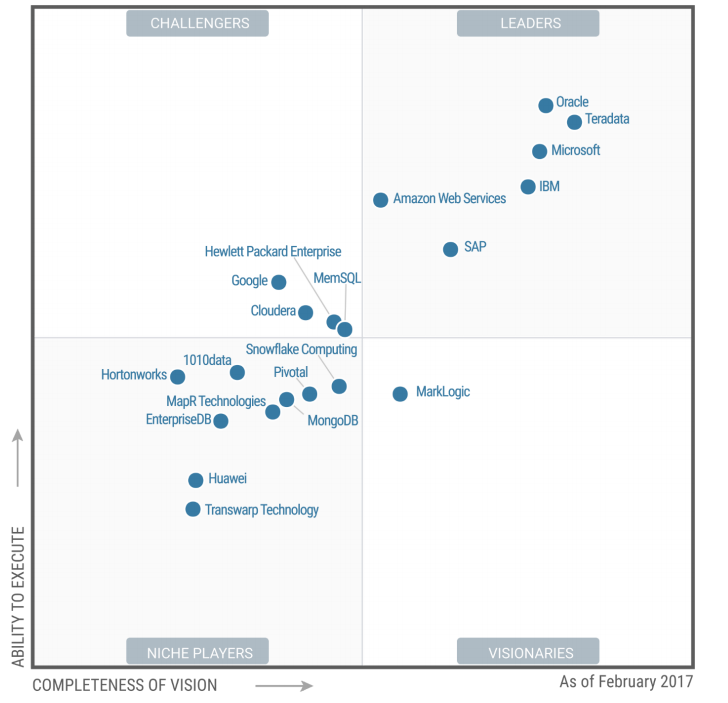 CHALLENGERS
LEADERS
Oracle
Teradata
Microsoft
IBM
Amazon Web Services
SAP
Hewlett Packard Enterprise
Google
MemSQL
Cloudera
Snowflake Computing
1010data
Pivotal
Hortonworks
MarkLogic
MapR Technologies
EnterpriseDB
MongoDB
Huawei
Transwarp Technology
ABILITY TO EXECUTE
NICHE PLAYERS
VISIONARIES
COMPLETENESS OF VISION
As of February 2017